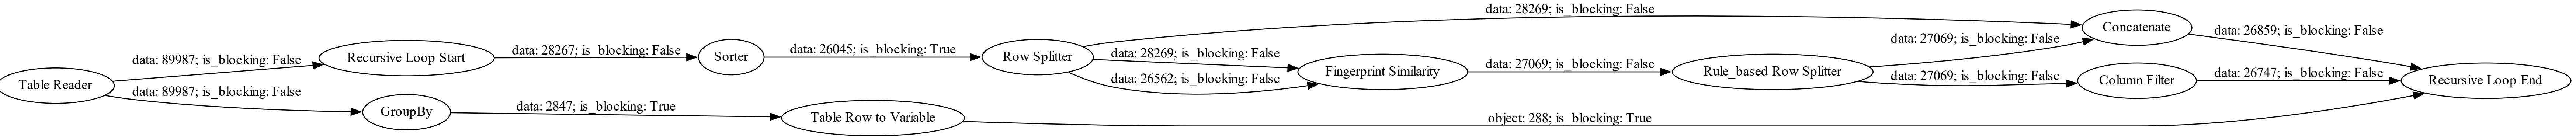 data: 28269; is_blocking: False
Concatenate
data: 26859; is_blocking: False
data: 89987; is_blocking: False
Recursive Loop Start
data: 28267; is_blocking: False
Sorter
data: 26045; is_blocking: True
Row Splitter
data: 28269; is_blocking: False
data: 27069; is_blocking: False
Table Reader
data: 26562; is_blocking: False
Fingerprint Similarity
data: 27069; is_blocking: False
Rule_based Row Splitter
data: 27069; is_blocking: False
Column Filter
data: 26747; is_blocking: False
Recursive Loop End
data: 89987; is_blocking: False
GroupBy
data: 2847; is_blocking: True
Table Row to Variable
object: 288; is_blocking: True